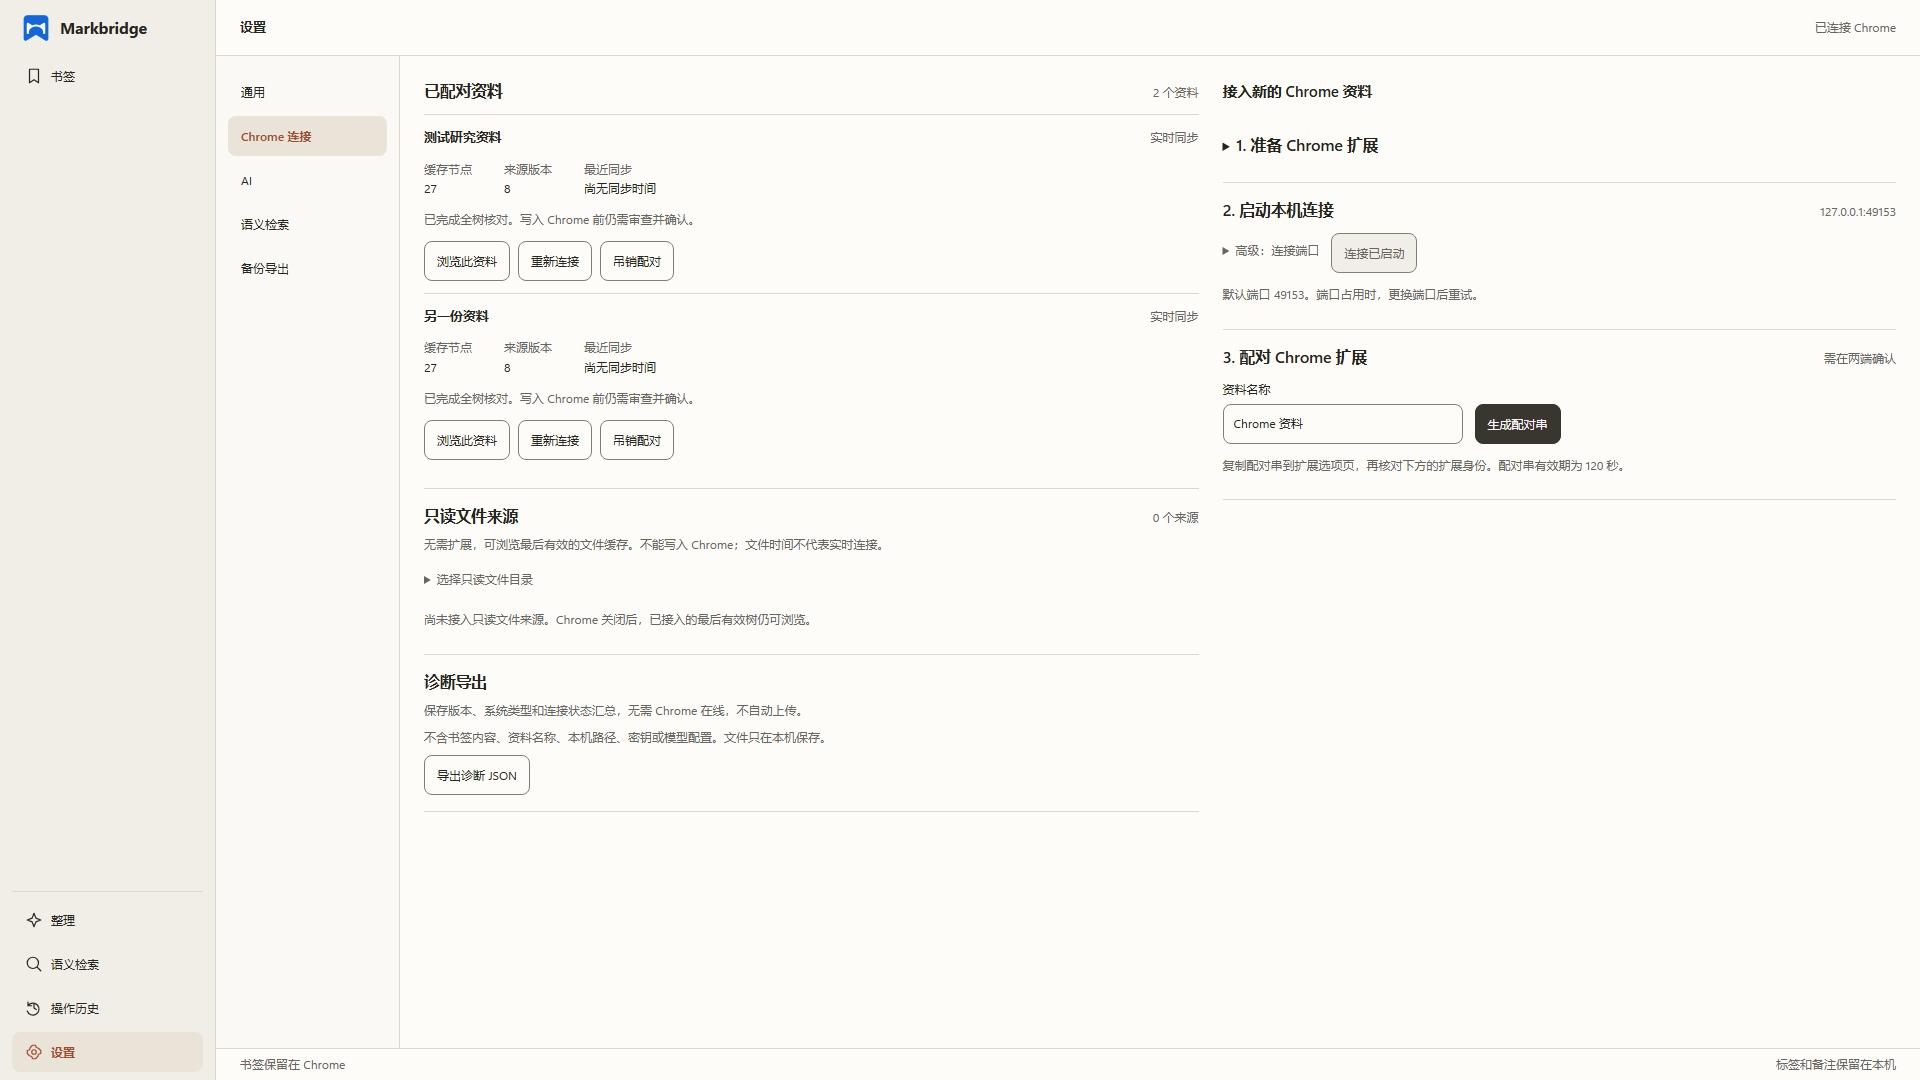 Markbridge
书签
整理
语义检索
操作历史
设置
设置
已连接 Chrome
通用
Chrome 连接
AI
语义检索
备份导出
已配对资料
2 个资料
测试研究资料
实时同步
缓存节点 来源版本 最近同步
27 8 尚无同步时间
已完成全树核对。写入 Chrome 前仍需审查并确认。
浏览此资料 重新连接 吊销配对
另一份资料
实时同步
缓存节点 来源版本 最近同步
27 8 尚无同步时间
已完成全树核对。写入 Chrome 前仍需审查并确认。
浏览此资料 重新连接 吊销配对
只读文件来源
0 个来源
无需扩展，可浏览最后有效的文件缓存。不能写入 Chrome；文件时间不代表实时连接。
选择只读文件目录
尚未接入只读文件来源。Chrome 关闭后，已接入的最后有效树仍可浏览。
诊断导出
保存版本、系统类型和连接状态汇总，无需 Chrome 在线，不自动上传。
不含书签内容、资料名称、本机路径、密钥或模型配置。文件只在本机保存。
导出诊断 JSON
接入新的 Chrome 资料
1. 准备 Chrome 扩展
2. 启动本机连接
127.0.0.1:49153
高级：连接端口 连接已启动
默认端口 49153。端口占用时，更换端口后重试。
3. 配对 Chrome 扩展
需在两端确认
资料名称
Chrome 资料 生成配对串
复制配对串到扩展选项页，再核对下方的扩展身份。配对串有效期为 120 秒。
书签保留在 Chrome
标签和备注保留在本机